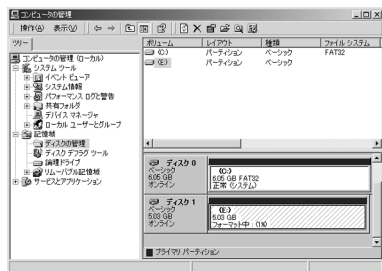 コンピュータの管理
操作(A) 表示(V)
ツリー
コンピュータの管理 (ローカル)
システム ツール
イベント ビューア
システム情報
パフォーマンス ログと警告
共有フォルダ
デバイス マネージャ
ローカル ユーザーとグループ
記憶域
ディスクの管理
ディスク デフラグ ツール
論理ドライブ
リムーバブル記憶域
サービスとアプリケーション
ボリューム レイアウト 種類 ファイル システム
(C:) パーティション ベーシック FAT32
(E:) パーティション ベーシック
ディスク 0
ベーシック
6.05 GB
オンライン
(C:)
6.05 GB FAT32
正常 (システム)
ディスク 1
ベーシック
5.03 GB
オンライン
(E:)
5.03 GB
フォーマット中 : (1%)
プライマリ パーティション